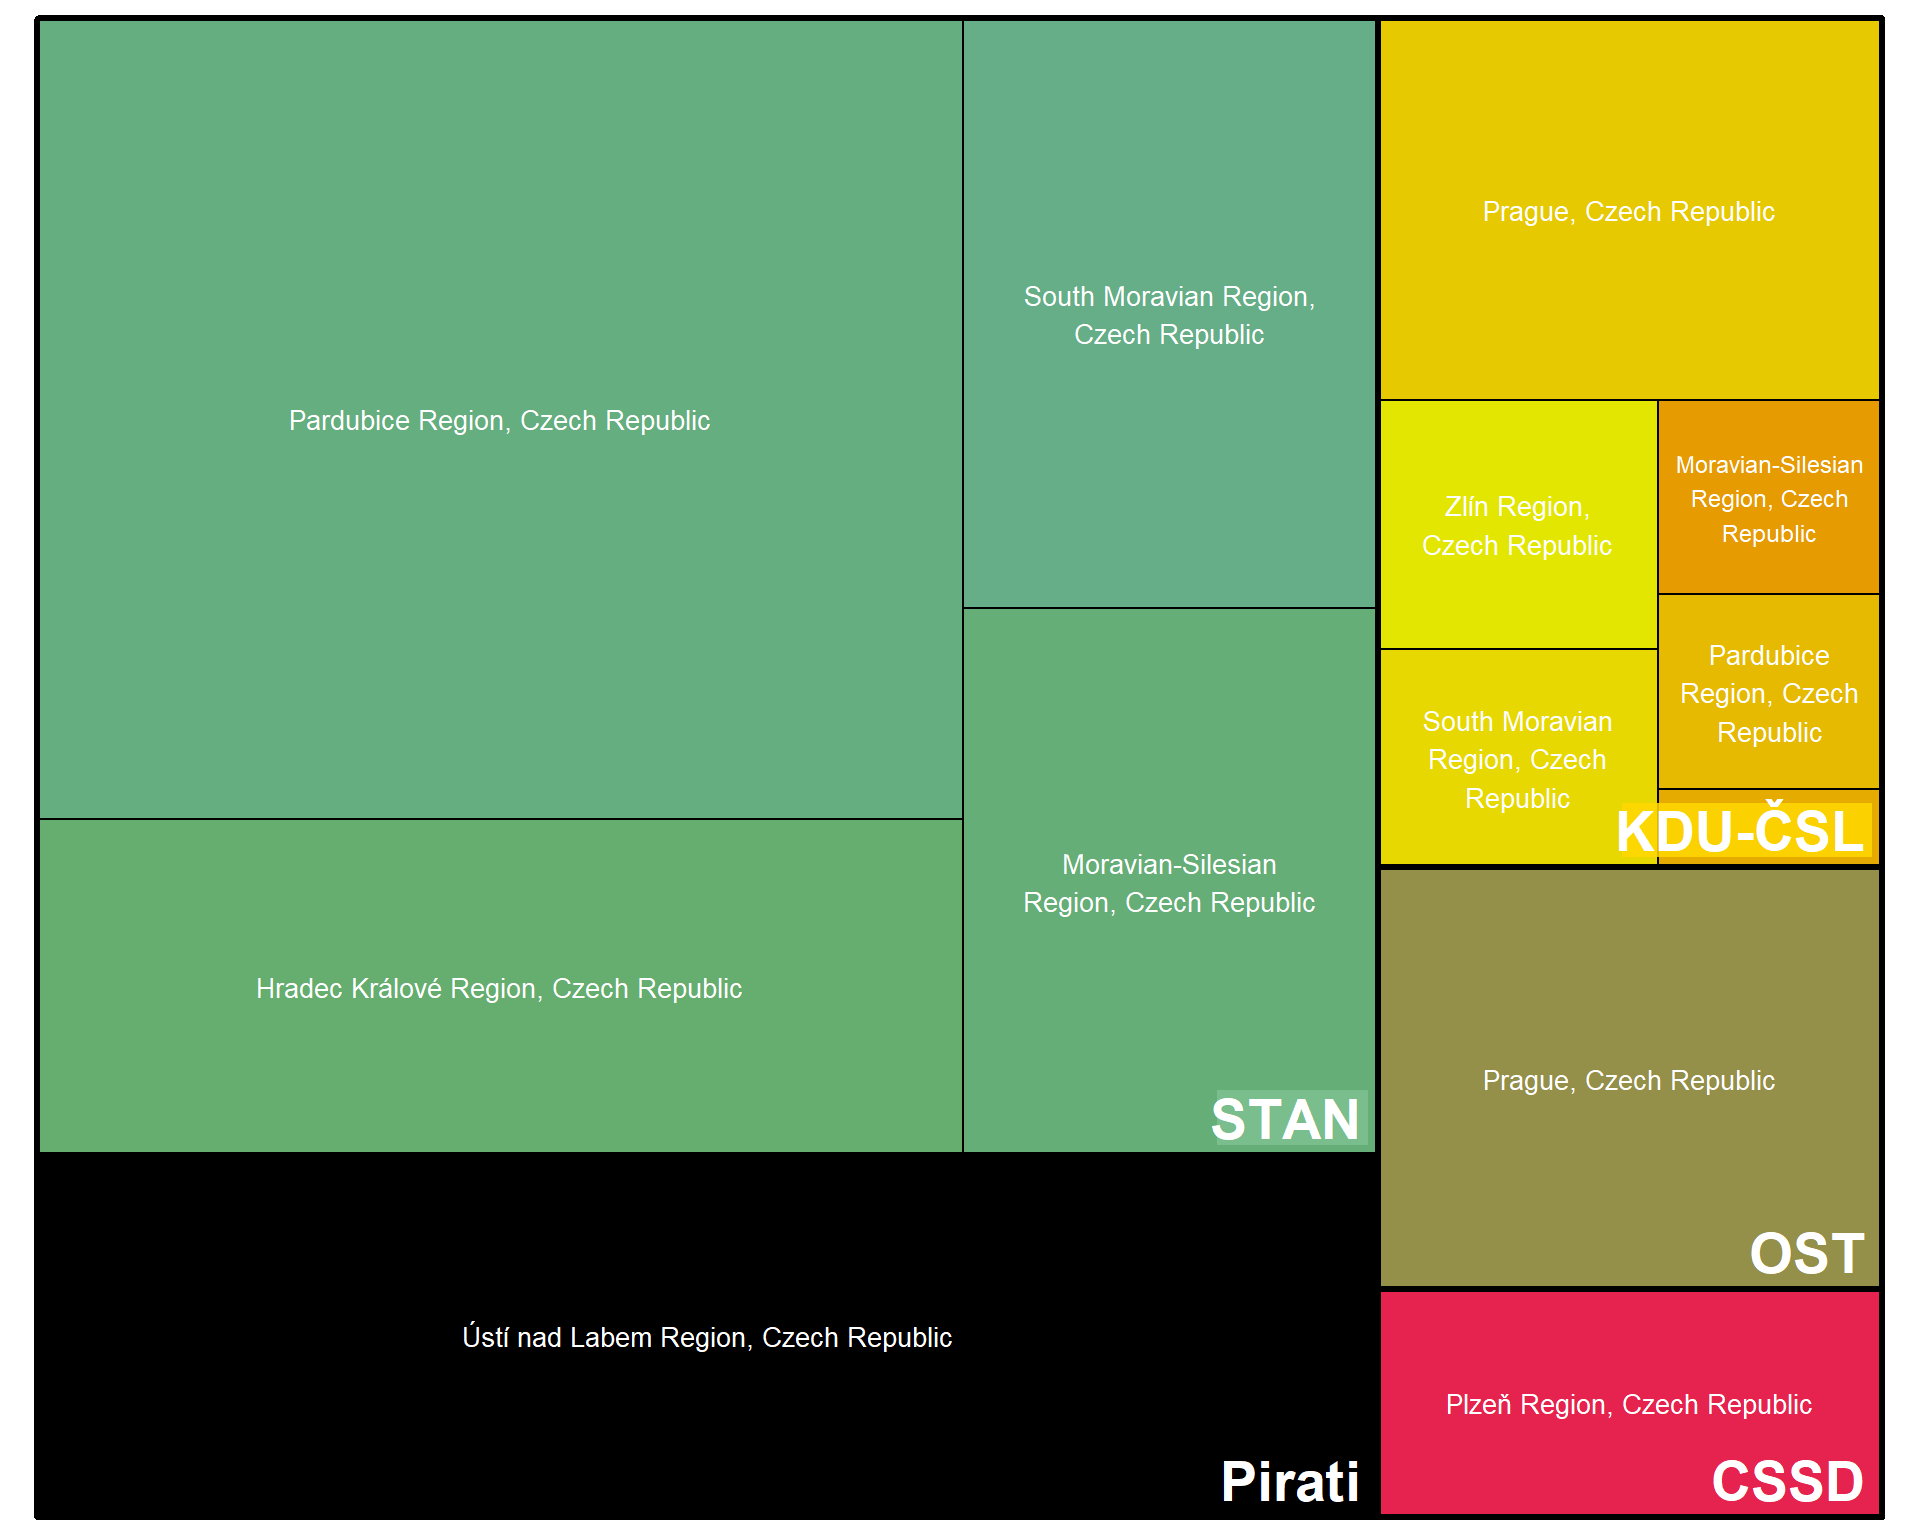 Pardubice Region, Czech Republic
Hradec Králové Region, Czech Republic
South Moravian Region,
Czech Republic
Moravian-Silesian
Region, Czech Republic
STAN
Ústí nad Labem Region, Czech Republic
Pirati
Prague, Czech Republic
Zlín Region,
Czech Republic
South Moravian
Region, Czech
Republic
Moravian-Silesian
Region, Czech
Republic
Pardubice
Region, Czech
Republic
KDU-ČSL
Prague, Czech Republic
OST
Plzeň Region, Czech Republic
CSSD